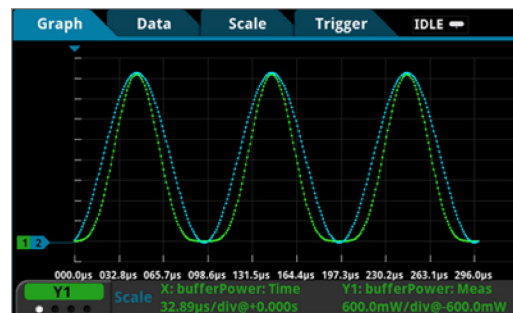 Graph Data Scale Trigger IDLE
1 2
000.0µs 032.8µs 065.7µs 098.6µs 131.5µs 164.4µs 197.3µs 230.2µs 263.1µs 296.0µs
Y1 Scale X: bufferPower: Time Y1: bufferPower: Meas
32.89µs/div@+0.000s 600.0mW/div@-600.0mW